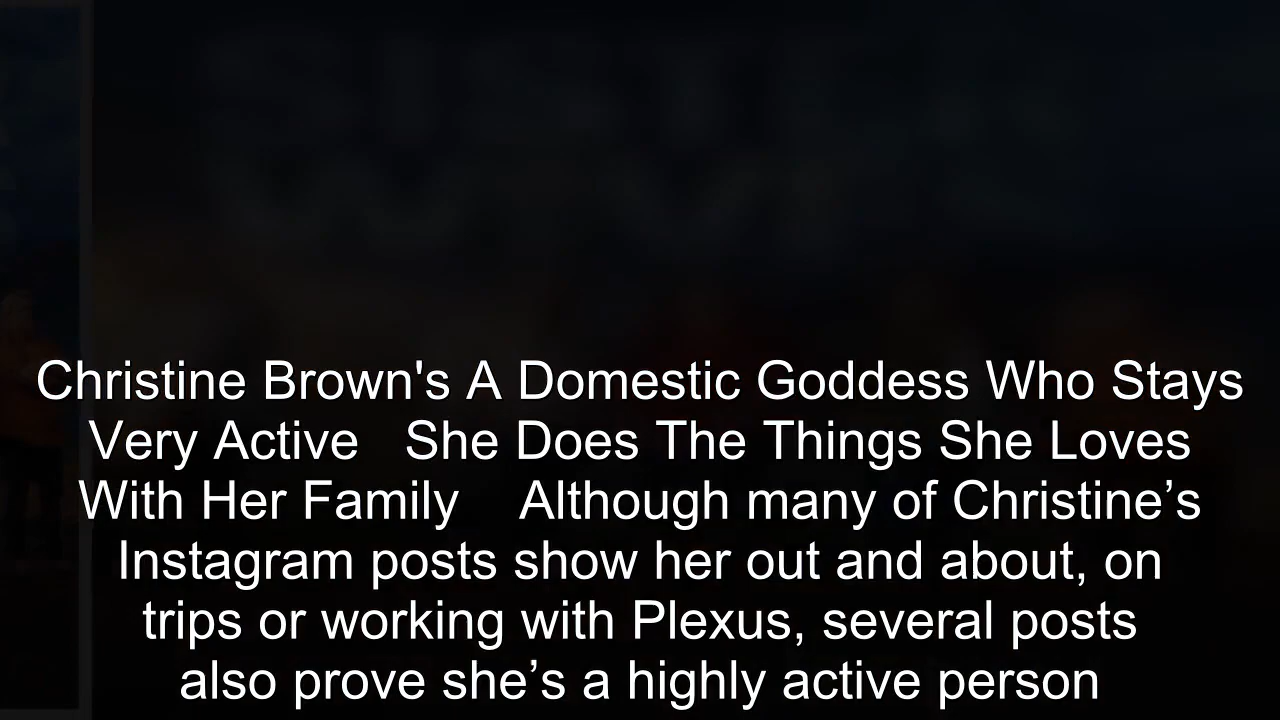 Christine Brown's A Domestic Goddess Who Stays
Very Active   She Does The Things She Loves
With Her Family    Although many of Christine’s
Instagram posts show her out and about, on
trips or working with Plexus, several posts
also prove she’s a highly active person